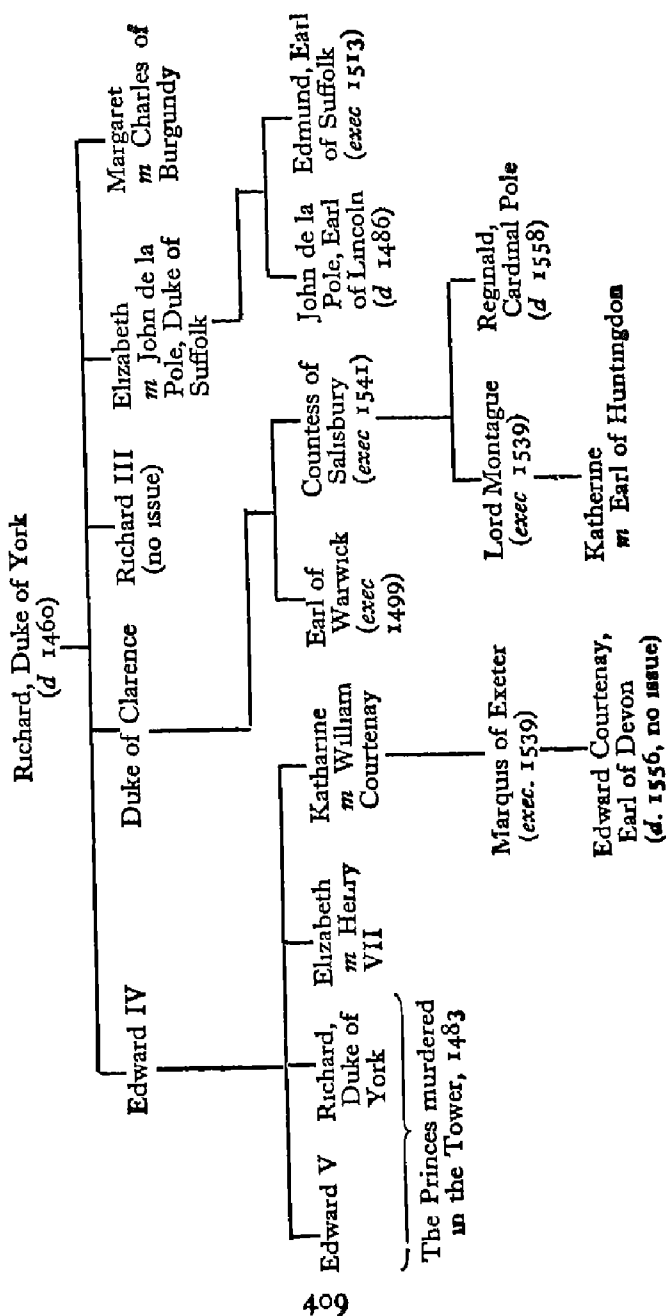 Richard, Duke of York
(d 1460)
Edward IV
Duke of Clarence
Richard III
(no issue)
Elizabeth
m John de la
Pole, Duke of
Suffolk
Margaret
m Charles of
Burgundy
Edward V
Richard,
Duke of
York
Elizabeth
m Henry
VII
Katharine
m William
Courtenay
Earl of
Warwick
(exec
1499)
Countess of
Salisbury
(exec 1541)
John de la
Pole, Earl
of Lincoln
(d 1486)
Edmund, Earl
of Suffolk
(exec 1513)
The Princes murdered
in the Tower, 1483
Marquis of Exeter
(exec. 1539)
Lord Montague
(exec 1539)
Reginald,
Cardinal Pole
(d 1558)
Edward Courtenay,
Earl of Devon
(d. 1556, no issue)
Katherine
m Earl of Huntingdon
409